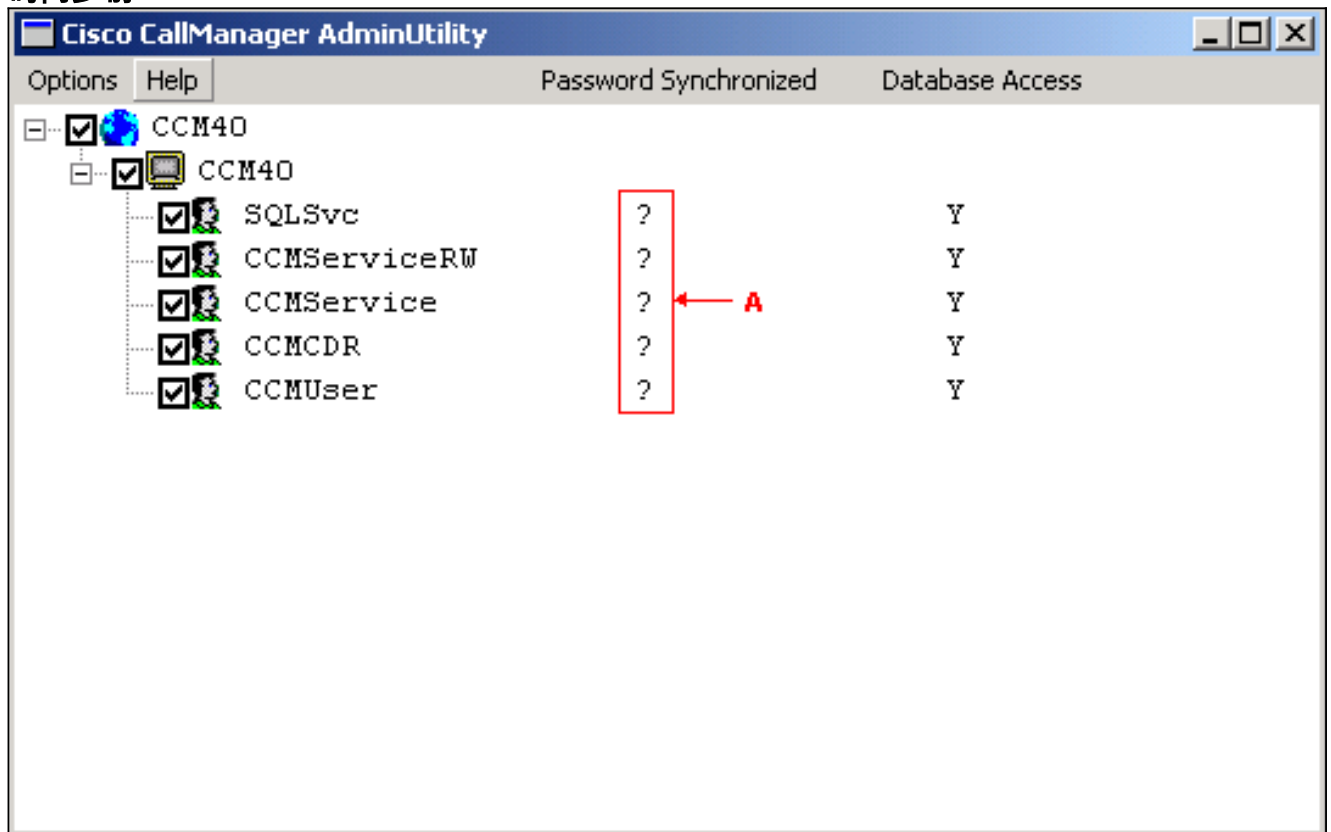 Cisco CallManager AdminUtility
Options Help Password Synchronized Database Access
CCM40
CCM40
SQLSvc ? Y
CCMServiceRW ? Y
CCMService ? A Y
CCMCDR ? Y
CCMUser ? Y